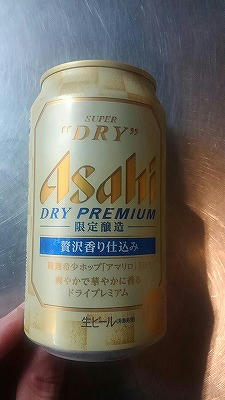 SUPER
"DRY"
Asahi
DRY PREMIUM
限定醸造
贅沢香り仕込み
厳選希少ホップ「アマリロ」
爽やかで華やかに香る
ドライプレミアム
生ビール